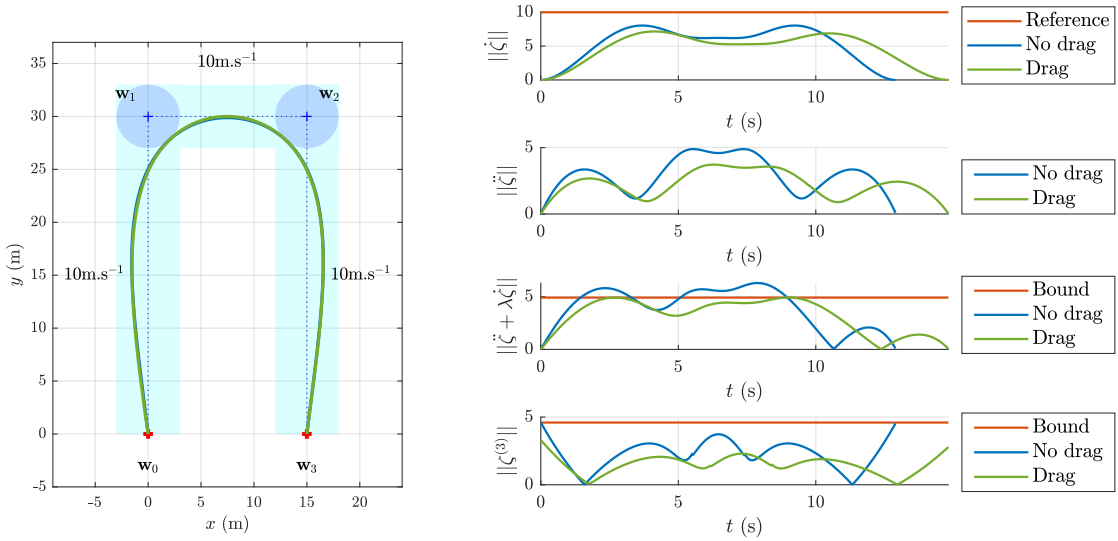 10m.s⁻¹
35
w₁
w₂
30
25
20
y (m)
10m.s⁻¹
10m.s⁻¹
15
10
5
0
w₀
w₃
-5
-5
0
5
10
15
20
x (m)
10
5
0
||ζ̇||
0
5
10
t (s)
Reference
No drag
Drag
5
0
||ζ̈||
0
5
10
t (s)
No drag
Drag
5
0
||ζ̈ + λζ̇||
0
5
10
t (s)
Bound
No drag
Drag
5
0
||ζ⁽³⁾||
0
5
10
t (s)
Bound
No drag
Drag